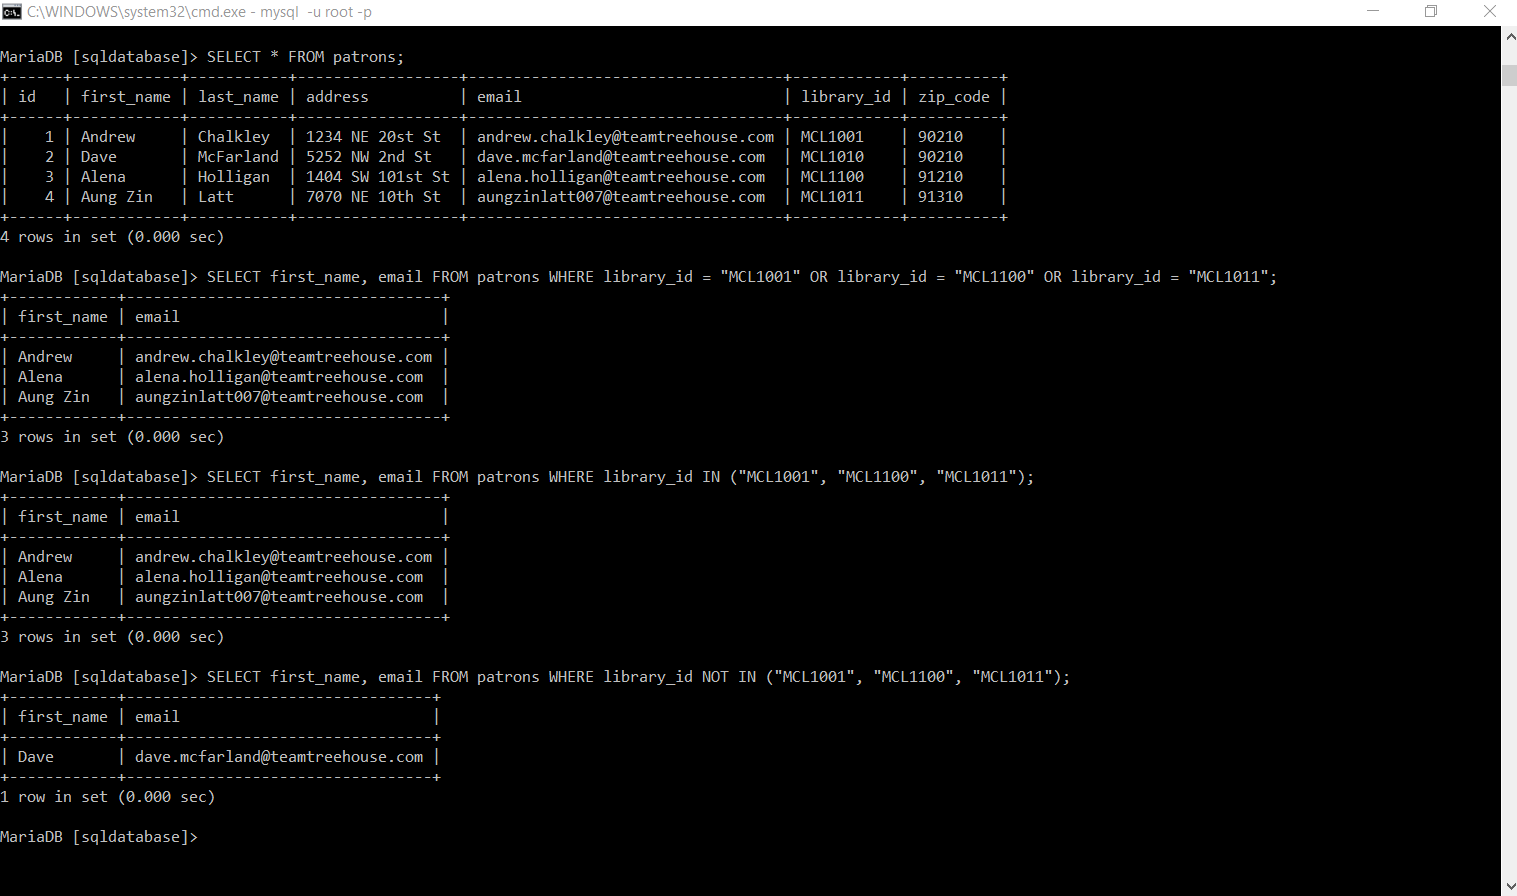 C:\WINDOWS\system32\cmd.exe - mysql  -u root -p
MariaDB [sqldatabase]> SELECT * FROM patrons;
+------+------------+-----------+------------------+-----------------------------------+------------+----------+
| id   | first_name | last_name | address          | email                             | library_id | zip_code |
+------+------------+-----------+------------------+-----------------------------------+------------+----------+
|    1 | Andrew     | Chalkley  | 1234 NE 20st St  | andrew.chalkley@teamtreehouse.com | MCL1001    | 90210    |
|    2 | Dave       | McFarland | 5252 NW 2nd St   | dave.mcfarland@teamtreehouse.com  | MCL1010    | 90210    |
|    3 | Alena      | Holligan  | 1404 SW 101st St | alena.holligan@teamtreehouse.com  | MCL1100    | 91210    |
|    4 | Aung Zin   | Latt      | 7070 NE 10th St  | aungzinlatt007@teamtreehouse.com  | MCL1011    | 91310    |
+------+------------+-----------+------------------+-----------------------------------+------------+----------+
4 rows in set (0.000 sec)
MariaDB [sqldatabase]> SELECT first_name, email FROM patrons WHERE library_id = "MCL1001" OR library_id = "MCL1100" OR library_id = "MCL1011";
+------------+-----------------------------------+
| first_name | email                             |
+------------+-----------------------------------+
| Andrew     | andrew.chalkley@teamtreehouse.com |
| Alena      | alena.holligan@teamtreehouse.com  |
| Aung Zin   | aungzinlatt007@teamtreehouse.com  |
+------------+-----------------------------------+
3 rows in set (0.000 sec)
MariaDB [sqldatabase]> SELECT first_name, email FROM patrons WHERE library_id IN ("MCL1001", "MCL1100", "MCL1011");
+------------+-----------------------------------+
| first_name | email                             |
+------------+-----------------------------------+
| Andrew     | andrew.chalkley@teamtreehouse.com |
| Alena      | alena.holligan@teamtreehouse.com  |
| Aung Zin   | aungzinlatt007@teamtreehouse.com  |
+------------+-----------------------------------+
3 rows in set (0.000 sec)
MariaDB [sqldatabase]> SELECT first_name, email FROM patrons WHERE library_id NOT IN ("MCL1001", "MCL1100", "MCL1011");
+------------+----------------------------------+
| first_name | email                            |
+------------+----------------------------------+
| Dave       | dave.mcfarland@teamtreehouse.com |
+------------+----------------------------------+
1 row in set (0.000 sec)
MariaDB [sqldatabase]>